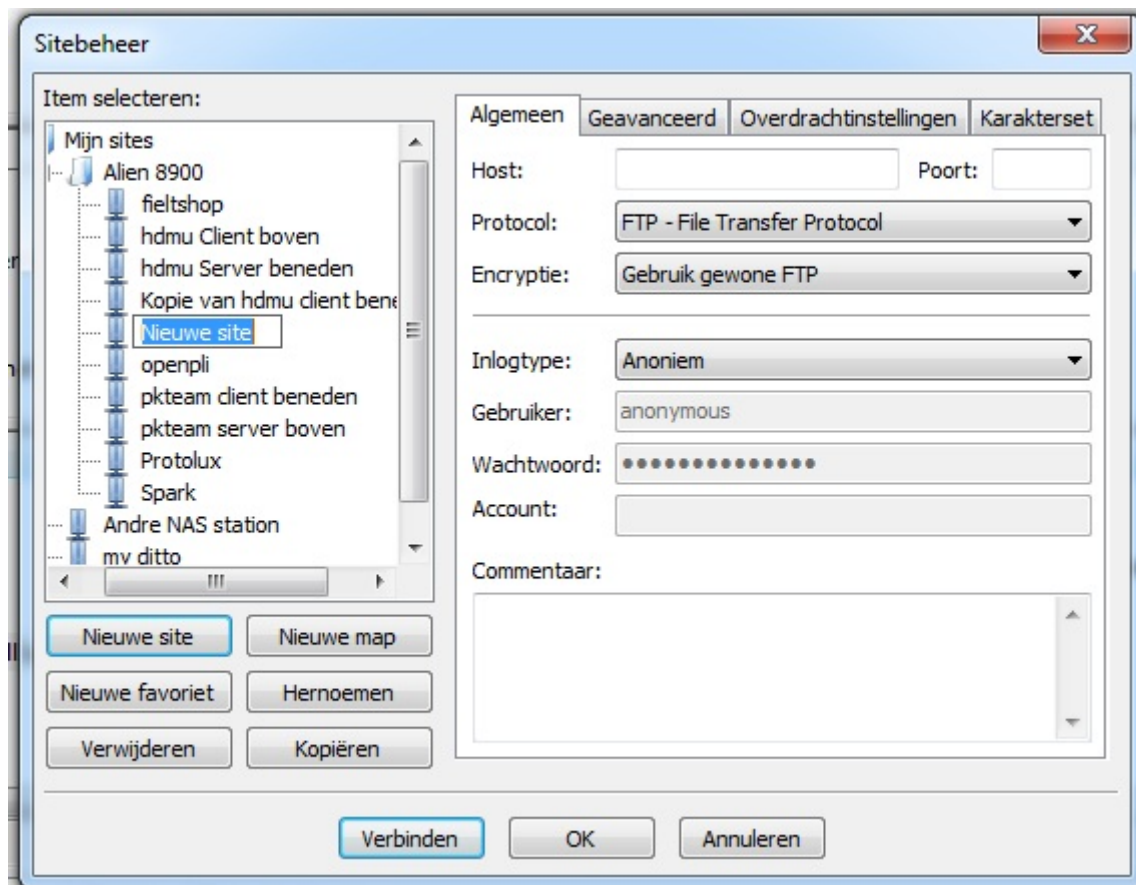 Sitebeheer
Item selecteren:
Mijn sites
Alien 8900
fieltshop
hdmu Client boven
hdmu Server beneden
Kopie van hdmu client bene
Nieuwe site
openpli
pkteam client beneden
pkteam server boven
Protolux
Spark
Andre NAS station
my ditto
Nieuwe site Nieuwe map
Nieuwe favoriet Hernoemen
Verwijderen Kopiëren
Algemeen Geavanceerd Overdrachtinstellingen Karakterset
Host: Poort:
Protocol: FTP - File Transfer Protocol
Encryptie: Gebruik gewone FTP
Inlogtype: Anoniem
Gebruiker: anonymous
Wachtwoord: ●●●●●●●●●●●●●●●
Account:
Commentaar:
Verbinden OK Annuleren